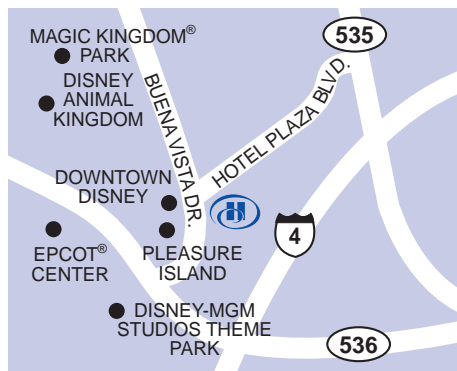 MAGIC KINGDOM®
PARK
DISNEY
ANIMAL
KINGDOM
BUENA VISTA DR.
HOTEL PLAZA BLVD.
535
DOWNTOWN
DISNEY
H
4
EPCOT®
CENTER
PLEASURE
ISLAND
DISNEY-MGM
STUDIOS THEME
PARK
536